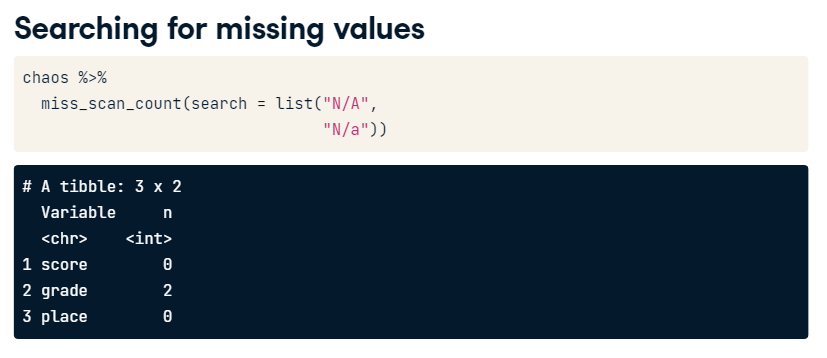 Searching for missing values
chaos %>%
  miss_scan_count(search = list("N/A",
                                "N/a"))
# A tibble: 3 x 2
  Variable     n
  <chr>    <int>
1 score        0
2 grade        2
3 place        0